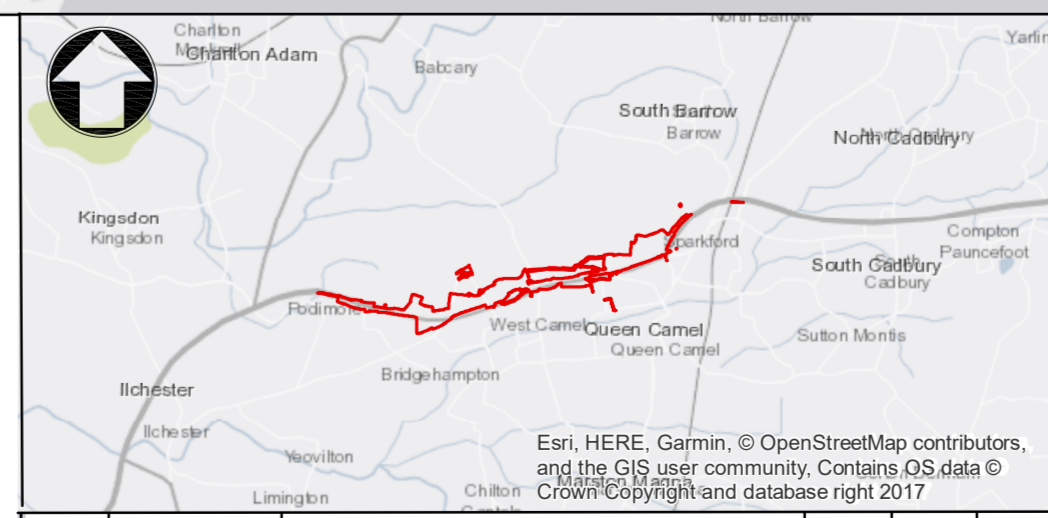 North Barrow
Charlton
Charlton Adam
Yarlin
Babcary
South Barrow
Barrow
North Cadbury
Kingsdon
Kingsdon
Compton
Pauncefoot
Sparkford
South Cadbury
Cadbury
Podimore
West Camel
Queen Camel
Queen Camel
Sutton Montis
Bridgehampton
Ilchester
Ilchester
Yeovilton
Limington
Chilton
Marston Magna
Esri, HERE, Garmin, © OpenStreetMap contributors,
and the GIS user community, Contains OS data ©
Crown Copyright and database right 2017